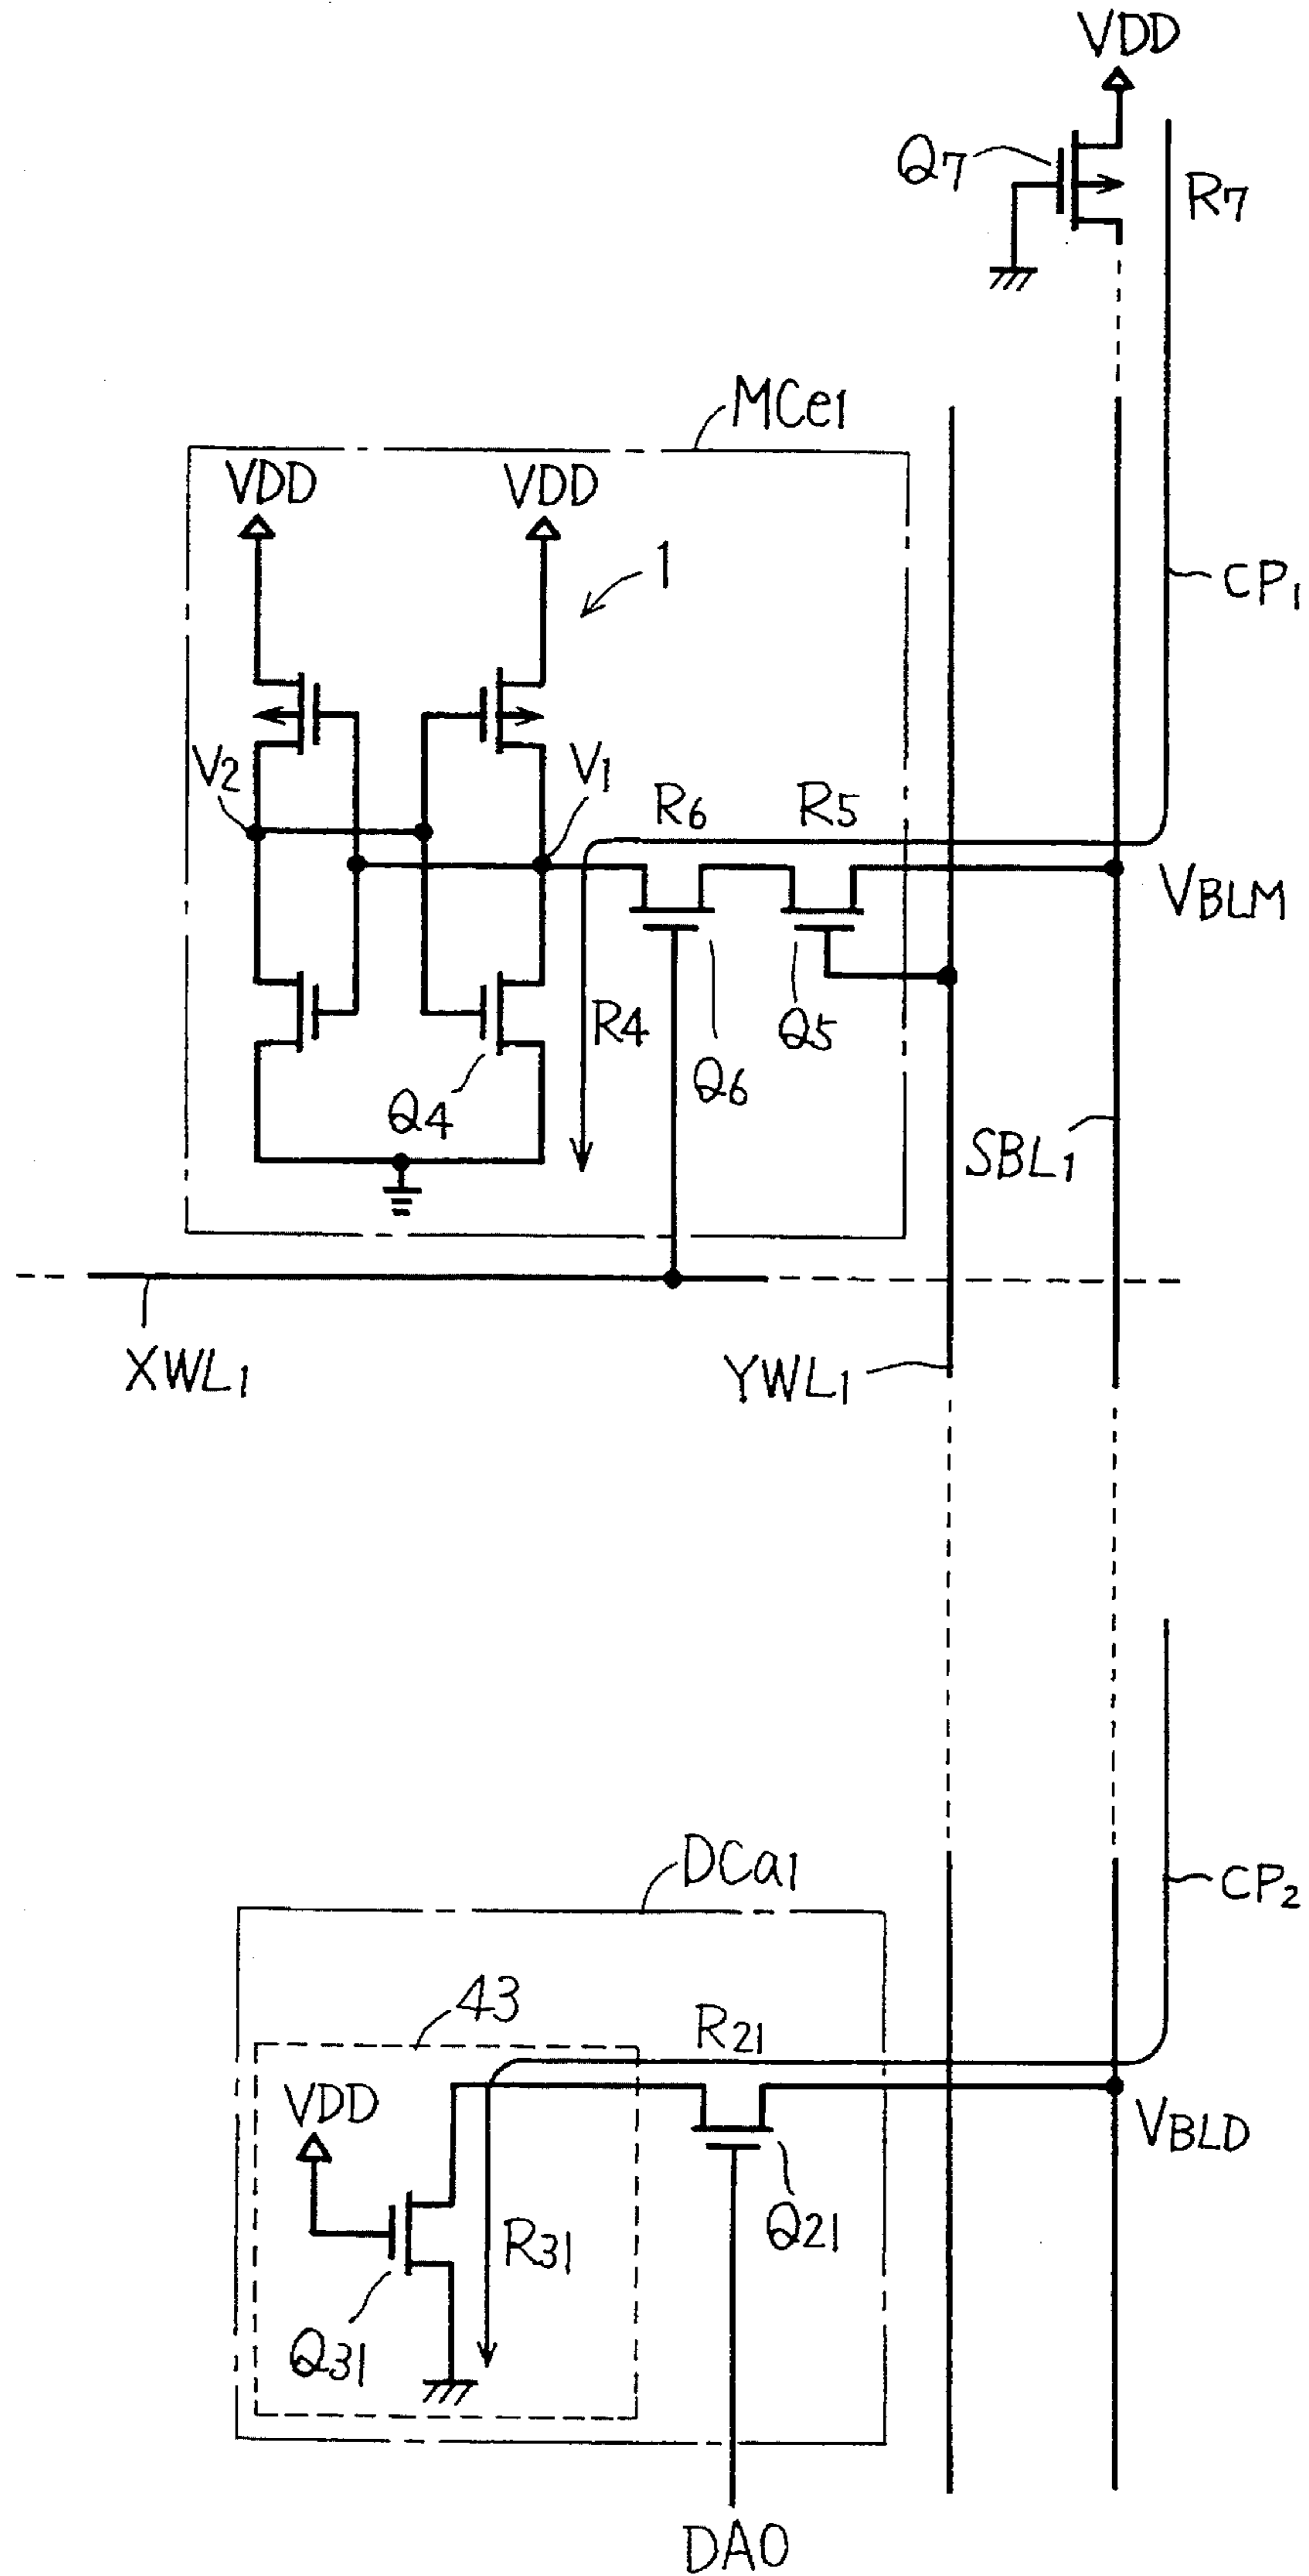 VDD
Q7
R7
MCe1
VDD
VDD
1
CP1
V2
V1
R6
R5
VBLM
R4
Q5
Q6
Q4
SBL1
XWL1
YWL1
DCa1
CP2
43
R21
VDD
VBLD
Q21
R31
Q31
DA0